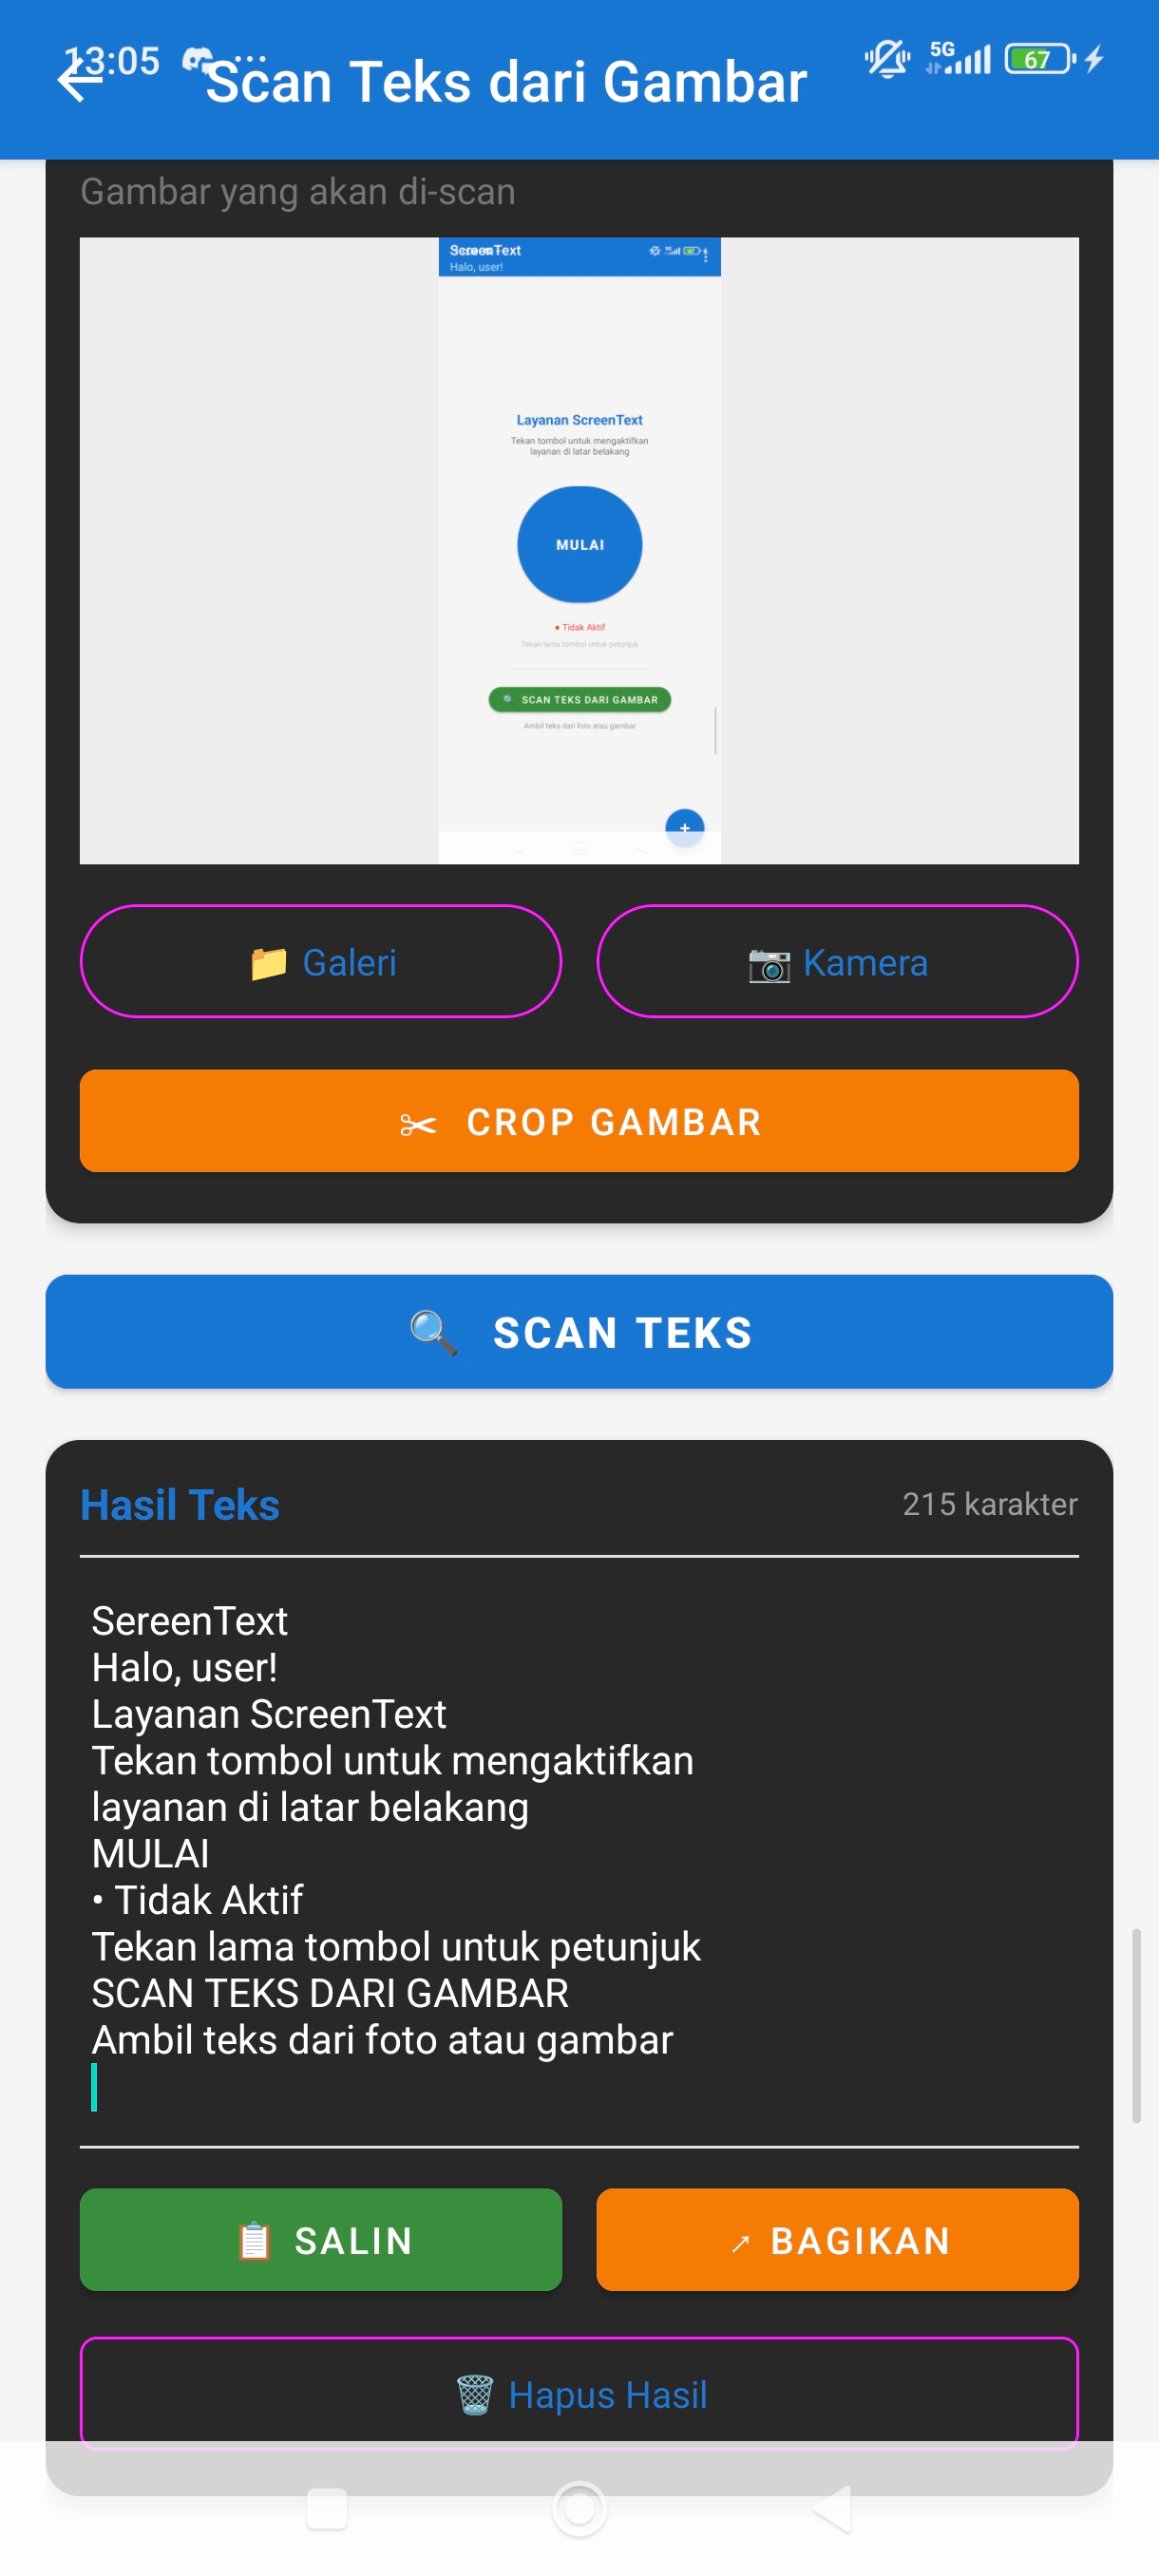 13:05
5G
67
Scan Teks dari Gambar
Gambar yang akan di-scan
Halo, user!
Layanan ScreenText
Tekan tombol untuk mengaktifkan
layanan di latar belakang
MULAI
● Tidak Aktif
Tekan lama tombol untuk petunjuk
🔍 SCAN TEKS DARI GAMBAR
Ambil teks dari foto atau gambar
+
📁 Galeri
📷 Kamera
✂ CROP GAMBAR
🔍 SCAN TEKS
Hasil Teks
215 karakter
SereenText
Halo, user!
Layanan ScreenText
Tekan tombol untuk mengaktifkan
layanan di latar belakang
MULAI
• Tidak Aktif
Tekan lama tombol untuk petunjuk
SCAN TEKS DARI GAMBAR
Ambil teks dari foto atau gambar
📋 SALIN
↗ BAGIKAN
🗑️ Hapus Hasil